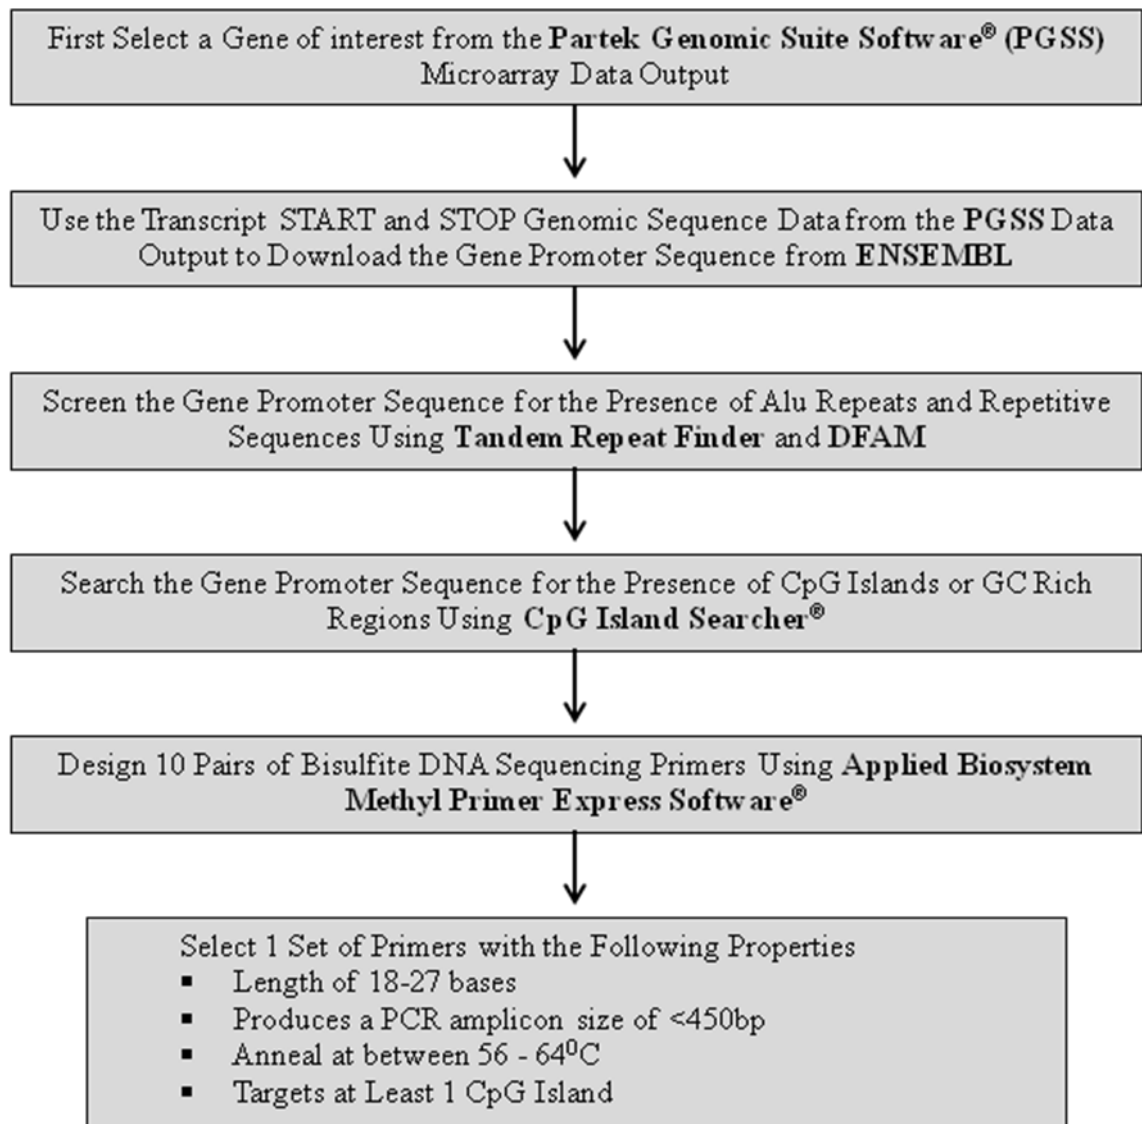 First Select a Gene of interest from the Partek Genomic Suite Software® (PGSS)
Microarray Data Output
Use the Transcript START and STOP Genomic Sequence Data from the PGSS Data
Output to Download the Gene Promoter Sequence from ENSEMBL
Screen the Gene Promoter Sequence for the Presence of Alu Repeats and Repetitive
Sequences Using Tandem Repeat Finder and DFAM
Search the Gene Promoter Sequence for the Presence of CpG Islands or GC Rich
Regions Using CpG Island Searcher®
Design 10 Pairs of Bisulfite DNA Sequencing Primers Using Applied Biosystem
Methyl Primer Express Software®
Select 1 Set of Primers with the Following Properties
▪ Length of 18-27 bases
▪ Produces a PCR amplicon size of <450bp
▪ Anneal at between 56 - 64⁰C
▪ Targets at Least 1 CpG Island